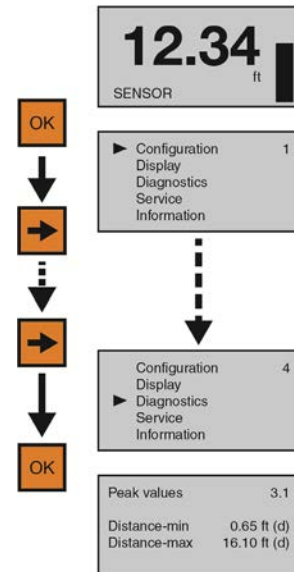 12.34
ft
SENSOR
OK
Configuration 1
Display
Diagnostics
Service
Information
Configuration 4
Display
Diagnostics
Service
Information
OK
Peak values 3.1
Distance-min 0.65 ft (d)
Distance-max 16.10 ft (d)